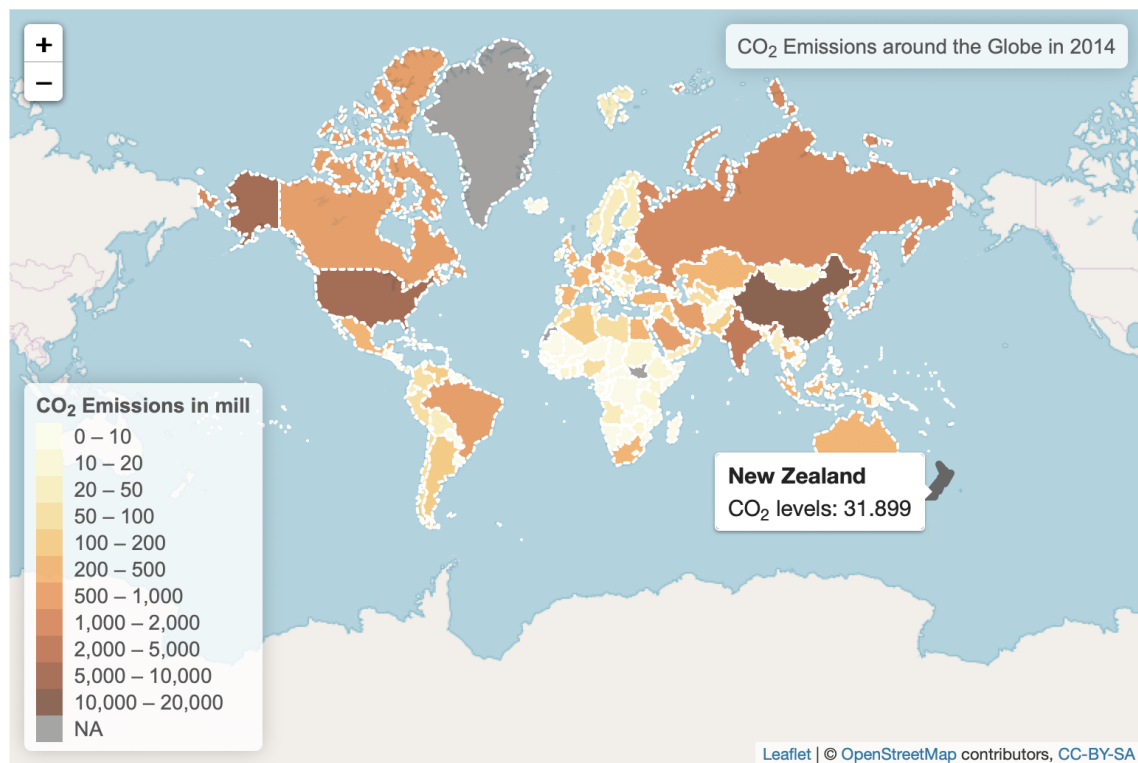 +
−
CO₂ Emissions around the Globe in 2014
CO₂ Emissions in mill
0 – 10
10 – 20
20 – 50
50 – 100
100 – 200
200 – 500
500 – 1,000
1,000 – 2,000
2,000 – 5,000
5,000 – 10,000
10,000 – 20,000
NA
New Zealand
CO₂ levels: 31.899
Leaflet | © OpenStreetMap contributors, CC-BY-SA